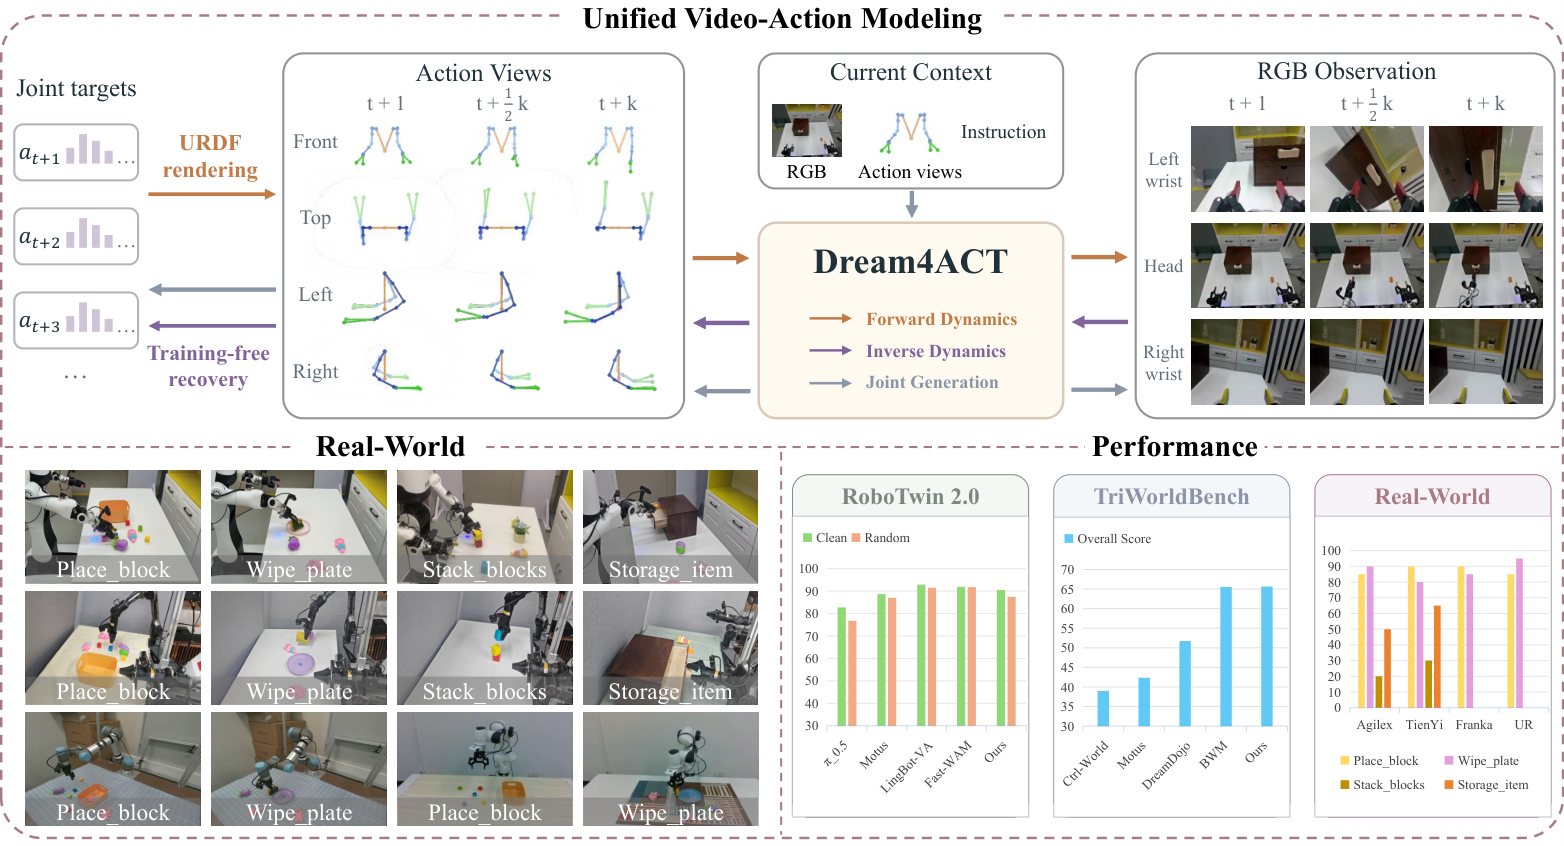 Unified Video-Action Modeling
Joint targets
a_{t+1} ...
a_{t+2} ...
a_{t+3} ...
...
URDF
rendering
Training-free
recovery
Action Views
t + 1
t + \frac{1}{2} k
t + k
Front
Top
Left
Right
Current Context
RGB
Action views
Instruction
Dream4ACT
Forward Dynamics
Inverse Dynamics
Joint Generation
RGB Observation
t + 1
t + \frac{1}{2} k
t + k
Left
wrist
Head
Right
wrist
Real-World
Place_block
Wipe_plate
Stack_blocks
Storage_item
Place_block
Wipe_plate
Stack_blocks
Storage_item
Place_block
Wipe_plate
Place_block
Wipe_plate
Performance
RoboTwin 2.0
Clean
Random
100
90
80
70
60
50
40
30
π_0.5
Motus
LingBot-VA
Fast-WAM
Ours
TriWorldBench
Overall Score
70
65
60
55
50
45
40
35
30
Ctrl-World
Motus
DreamDojo
BWM
Ours
Real-World
100
90
80
70
60
50
40
30
20
10
0
Agilex
TienYi
Franka
UR
Place_block
Wipe_plate
Stack_blocks
Storage_item